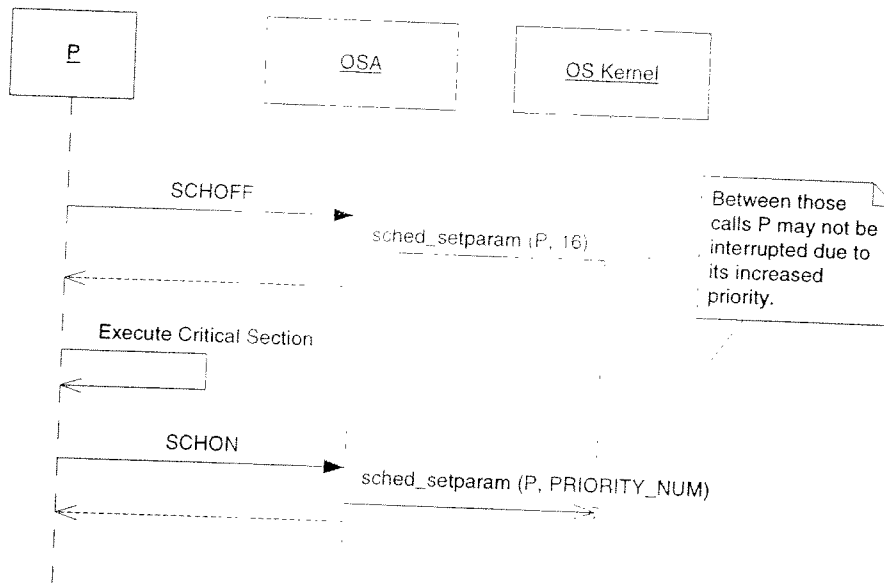 P
OSA
OS Kernel
SCHOFF
sched_setparam (P, 16)
Between those
calls P may not be
interrupted due to
its increased
priority.
Execute Critical Section
SCHON
sched_setparam (P, PRIORITY_NUM)